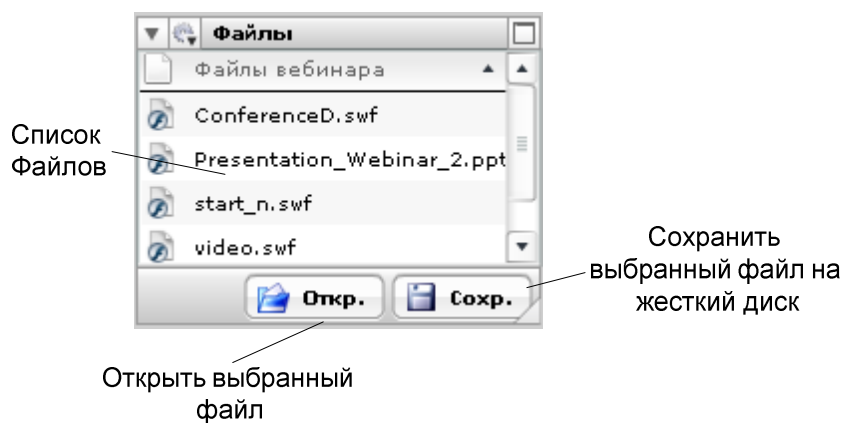 Файлы
Файлы вебинара
ConferenceD.swf
Presentation_Webinar_2.ppt
start_n.swf
video.swf
Откр.
Сохр.
Список
Файлов
Сохранить
выбранный файл на
жесткий диск
Открыть выбранный
файл